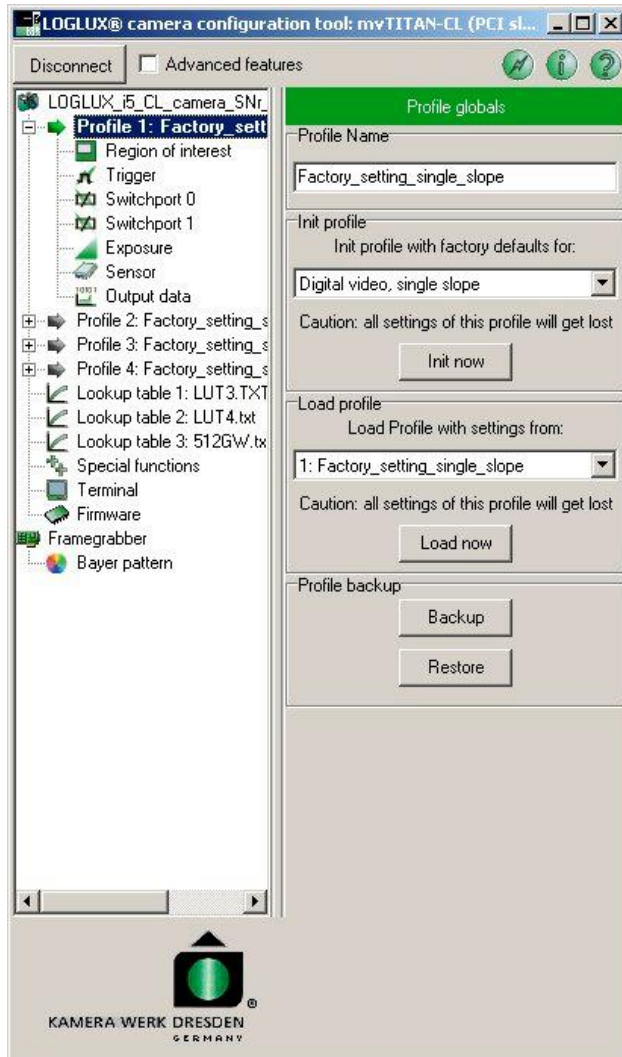 LOGLUX® camera configuration tool: mvTITAN-CL (PCI sl...
Disconnect
Advanced features
LOGLUX_i5_CL_camera_SNr_
Profile 1: Factory_sett
Region of interest
Trigger
Switchport 0
Switchport 1
Exposure
Sensor
Output data
Profile 2: Factory_setting_s
Profile 3: Factory_setting_s
Profile 4: Factory_setting_s
Lookup table 1: LUT3.TXT
Lookup table 2: LUT4.txt
Lookup table 3: 512GW.tx
Special functions
Terminal
Firmware
Framegrabber
Bayer pattern
Profile globals
Profile Name
Factory_setting_single_slope
Init profile
Init profile with factory defaults for:
Digital video, single slope
Caution: all settings of this profile will get lost
Init now
Load profile
Load Profile with settings from:
1: Factory_setting_single_slope
Caution: all settings of this profile will get lost
Load now
Profile backup
Backup
Restore
KAMERA WERK DRESDEN ®
GERMANY